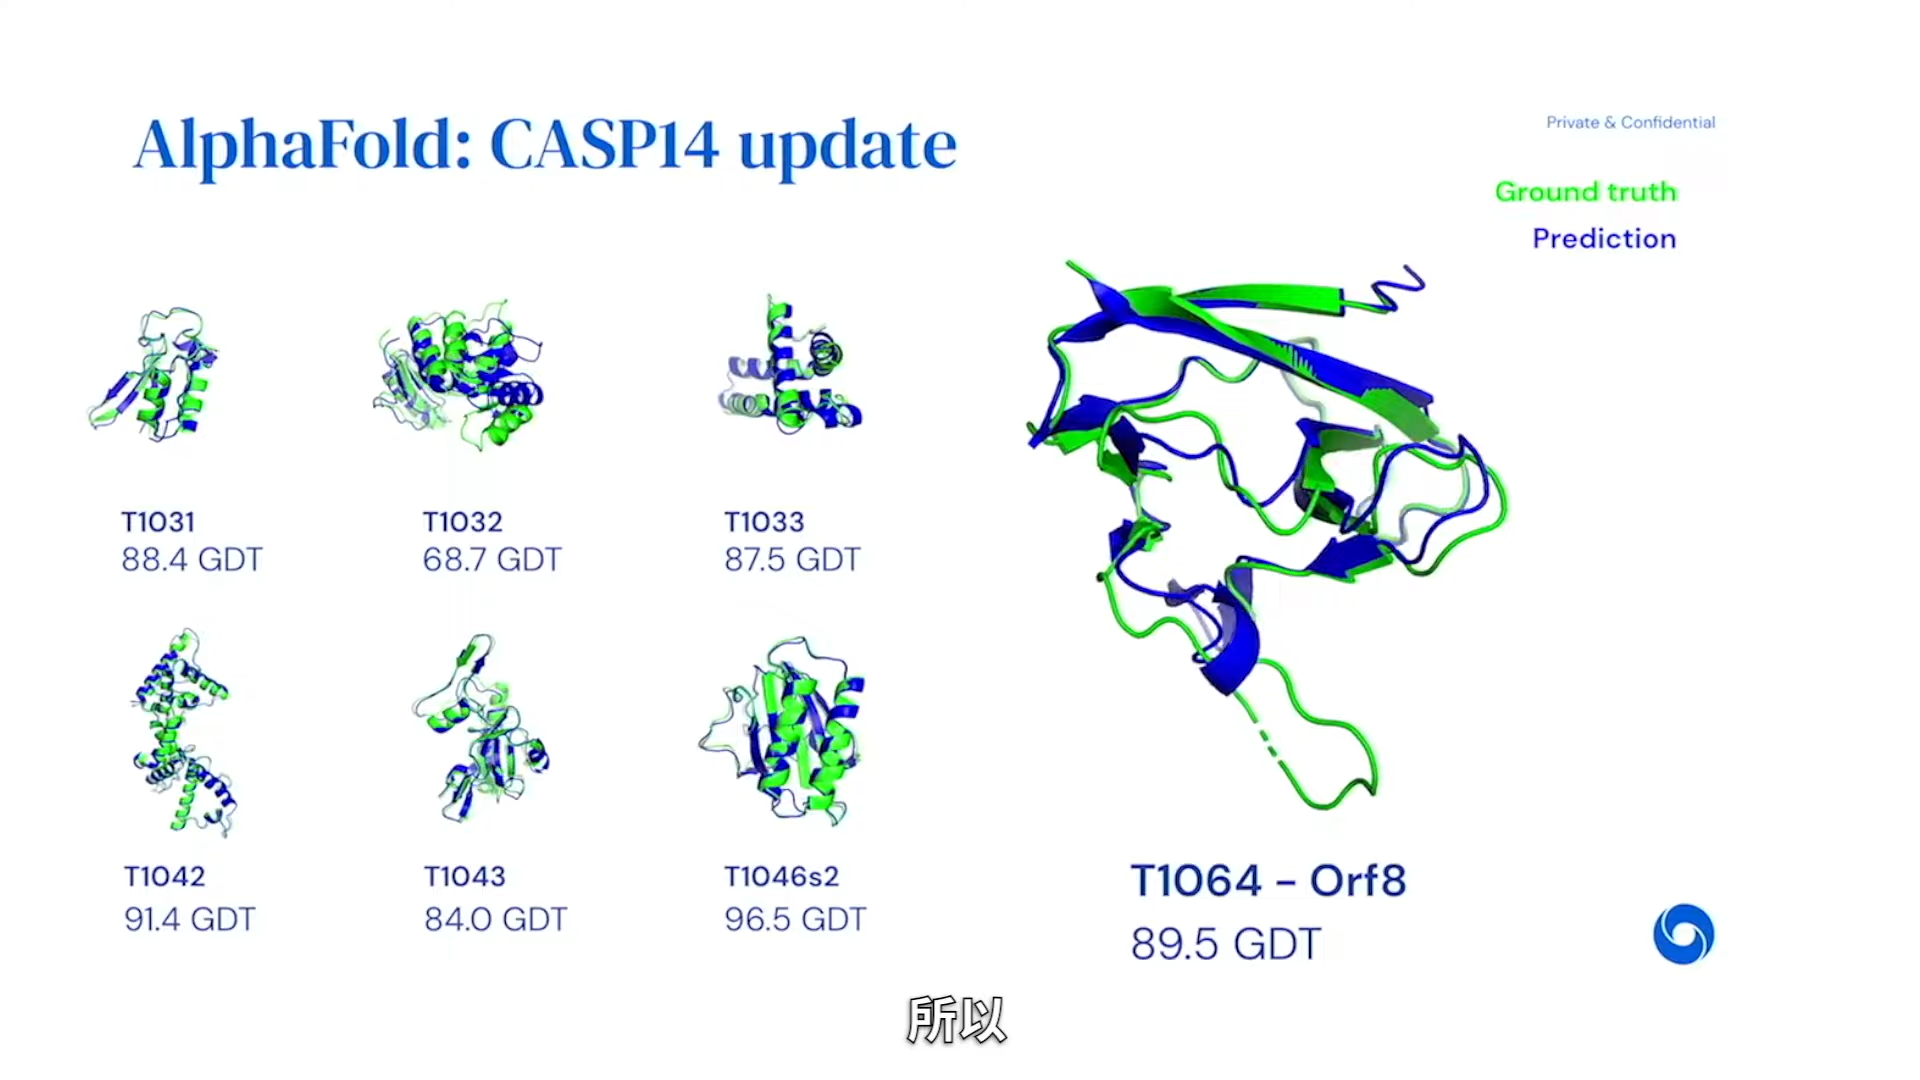 AlphaFold: CASP14 update
Private & Confidential
Ground truth
Prediction
T1031
88.4 GDT
T1032
68.7 GDT
T1033
87.5 GDT
T1042
91.4 GDT
T1043
84.0 GDT
T1046s2
96.5 GDT
T1064 - Orf8
89.5 GDT
所以